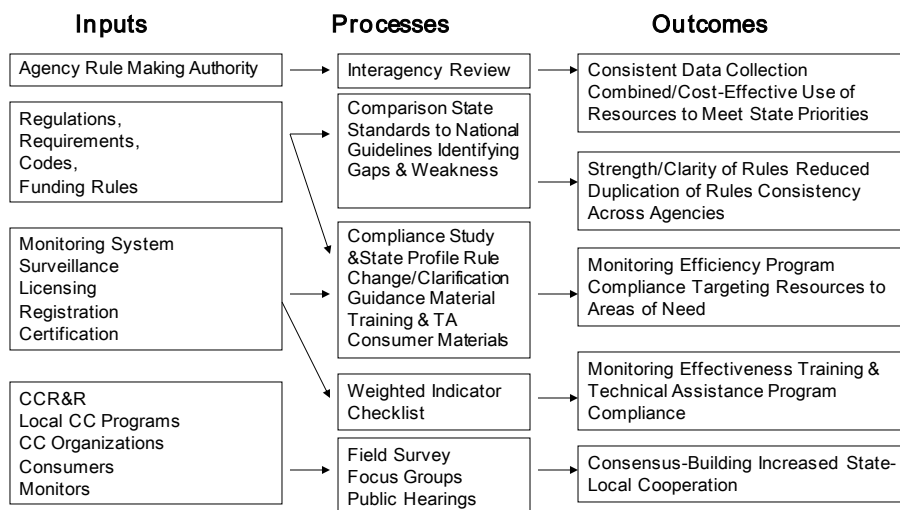 Inputs
Processes
Outcomes
Agency Rule Making Authority
Interagency Review
Consistent Data Collection
Combined/Cost-Effective Use of
Resources to Meet State Priorities
Regulations,
Requirements,
Codes,
Funding Rules
Comparison State
Standards to National
Guidelines Identifying
Gaps & Weakness
Strength/Clarity of Rules Reduced
Duplication of Rules Consistency
Across Agencies
Monitoring System
Surveillance
Licensing
Registration
Certification
Compliance Study
&State Profile Rule
Change/Clarification
Guidance Material
Training & TA
Consumer Materials
Monitoring Efficiency Program
Compliance Targeting Resources to
Areas of Need
Weighted Indicator
Checklist
Monitoring Effectiveness Training &
Technical Assistance Program
Compliance
CCR&R
Local CC Programs
CC Organizations
Consumers
Monitors
Field Survey
Focus Groups
Public Hearings
Consensus-Building Increased State-
Local Cooperation